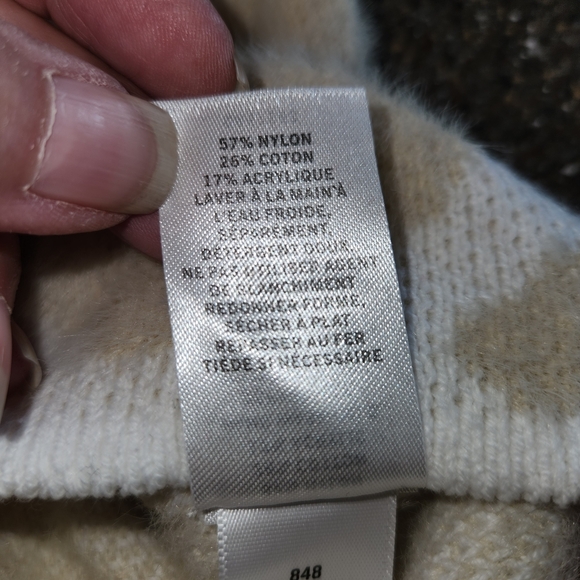 57% NYLON
26% COTON
17% ACRYLIQUE
LAVER À LA MAIN'À
L'EAU FROIDE,
SÉPARÉMENT,
DETERGENT DOUX,
NE PAS UTILISER AGENT
DE BLANCHIMENT
REDONNER FORME,
SÉCHER À PLAT
REPASSER AU FER
TIÈDE SI NÉCESSAIRE
848